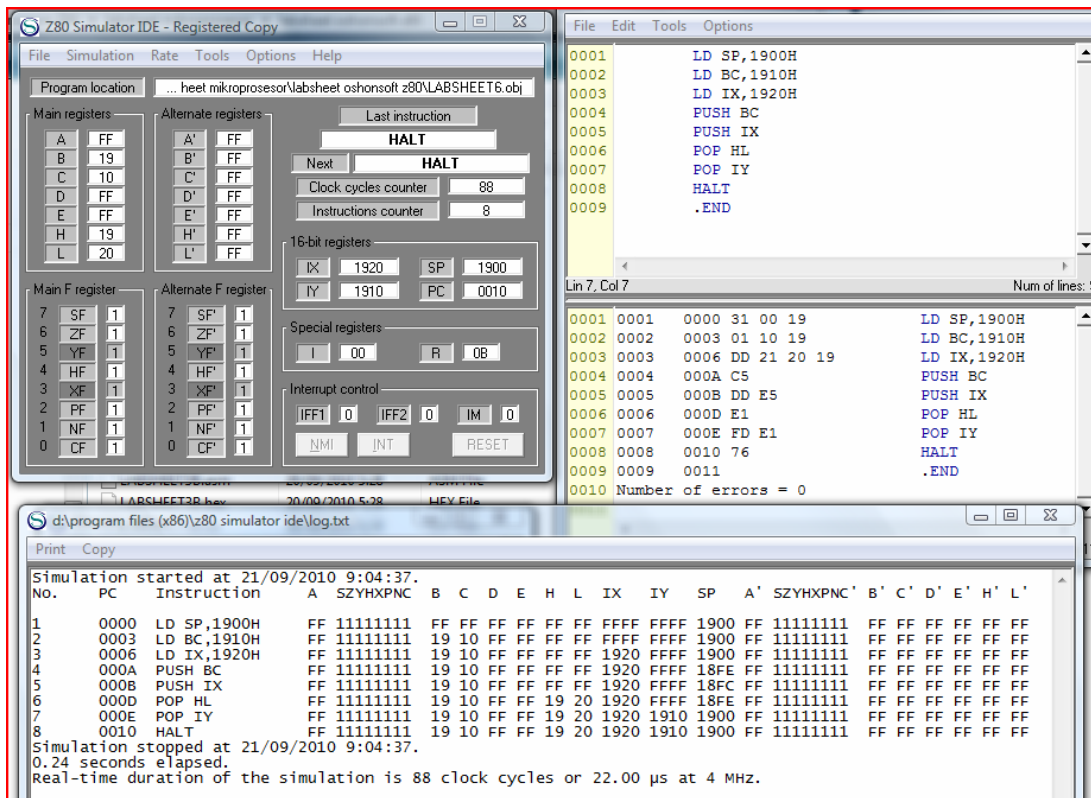 Z80 Simulator IDE - Registered Copy
File Simulation Rate Tools Options Help
Program location ... heet mikroprosesor\labsheet oshonsoft z80\LABSHEET6.obj
Main registers
A FF
B 19
C 10
D FF
E FF
H 19
L 20
Alternate registers
A' FF
B' FF
C' FF
D' FF
E' FF
H' FF
L' FF
Last instruction
HALT
Next HALT
Clock cycles counter 88
Instructions counter 8
16-bit registers
IX 1920 SP 1900
IY 1910 PC 0010
Main F register
7 SF 1
6 ZF 1
5 YF 1
4 HF 1
3 XF 1
2 PF 1
1 NF 1
0 CF 1
Alternate F register
7 SF' 1
6 ZF' 1
5 YF' 1
4 HF' 1
3 XF' 1
2 PF' 1
1 NF' 1
0 CF' 1
Special registers
I 00 R 0B
Interrupt control
IFF1 0 IFF2 0 IM 0
NMI INT RESET
File Edit Tools Options
0001 LD SP,1900H
0002 LD BC,1910H
0003 LD IX,1920H
0004 PUSH BC
0005 PUSH IX
0006 POP HL
0007 POP IY
0008 HALT
0009 .END
Lin 7, Col 7 Num of lines:
0001 0001 0000 31 00 19 LD SP,1900H
0002 0002 0003 01 10 19 LD BC,1910H
0003 0003 0006 DD 21 20 19 LD IX,1920H
0004 0004 000A C5 PUSH BC
0005 0005 000B DD E5 PUSH IX
0006 0006 000D E1 POP HL
0007 0007 000E FD E1 POP IY
0008 0008 0010 76 HALT
0009 0009 0011 .END
0010 Number of errors = 0
LABSHEET3B.hex 20/09/2010 5:28 HEX File
d:\program files (x86)\z80 simulator ide\log.txt
Print Copy
Simulation started at 21/09/2010 9:04:37.
No. PC Instruction A SZYHXPNC B C D E H L IX IY SP A' SZYHXPNC' B' C' D' E' H' L'
1 0000 LD SP,1900H FF 11111111 FF FF FF FF FF FF FFFF FFFF 1900 FF 11111111 FF FF FF FF FF FF
2 0003 LD BC,1910H FF 11111111 19 10 FF FF FF FF FFFF FFFF 1900 FF 11111111 FF FF FF FF FF FF
3 0006 LD IX,1920H FF 11111111 19 10 FF FF FF FF 1920 FFFF 1900 FF 11111111 FF FF FF FF FF FF
4 000A PUSH BC FF 11111111 19 10 FF FF FF FF 1920 FFFF 18FE FF 11111111 FF FF FF FF FF FF
5 000B PUSH IX FF 11111111 19 10 FF FF FF FF 1920 FFFF 18FC FF 11111111 FF FF FF FF FF FF
6 000D POP HL FF 11111111 19 10 FF FF 19 20 1920 FFFF 18FE FF 11111111 FF FF FF FF FF FF
7 000E POP IY FF 11111111 19 10 FF FF 19 20 1920 1910 1900 FF 11111111 FF FF FF FF FF FF
8 0010 HALT FF 11111111 19 10 FF FF 19 20 1920 1910 1900 FF 11111111 FF FF FF FF FF FF
Simulation stopped at 21/09/2010 9:04:37.
0.24 seconds elapsed.
Real-time duration of the simulation is 88 clock cycles or 22.00 µs at 4 MHz.